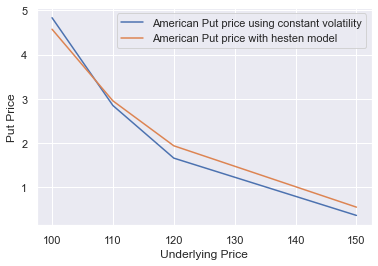 American Put price using constant volatility
American Put price with hesten model
Put Price
5
4
3
2
1
100 110 120 130 140 150
Underlying Price